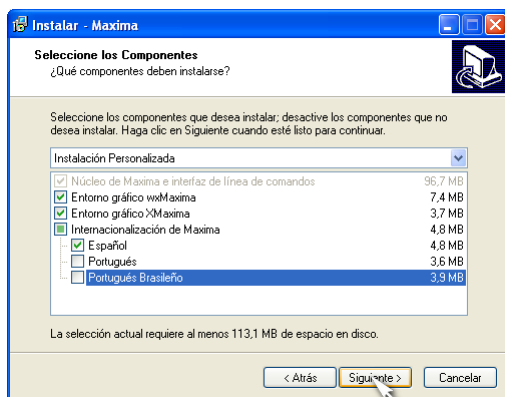 Instalar - Maxima
Seleccione los Componentes
¿Qué componentes deben instalarse?
Seleccione los componentes que desea instalar; desactive los componentes que no
desea instalar. Haga clic en Siguiente cuando esté listo para continuar.
Instalación Personalizada
Núcleo de Maxima e interfaz de línea de comandos 96,7 MB
Entorno gráfico wxMaxima 7,4 MB
Entorno gráfico XMaxima 3,7 MB
Internacionalización de Maxima 4,8 MB
Español 4,8 MB
Portugués 3,6 MB
Portugués Brasileño 3,9 MB
La selección actual requiere al menos 113,1 MB de espacio en disco.
< Atrás Siguiente > Cancelar